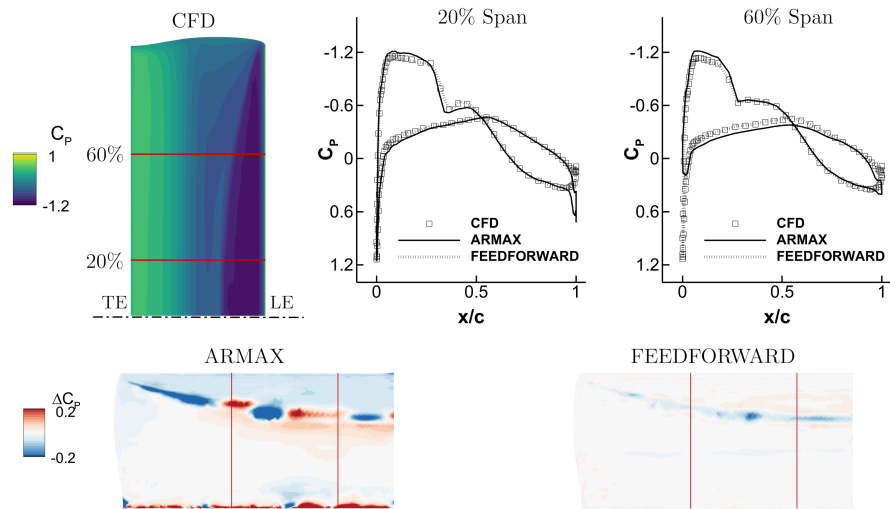 CFD
C_P
1
-1.2
60%
20%
TE
LE
20% Span
-1.2
-0.6
0
0.6
1.2
C_P
0
0.5
1
x/c
CFD
ARMAX
FEEDFORWARD
60% Span
-1.2
-0.6
0
0.6
1.2
C_P
0
0.5
1
x/c
CFD
ARMAX
FEEDFORWARD
ARMAX
ΔC_P
0.2
-0.2
FEEDFORWARD